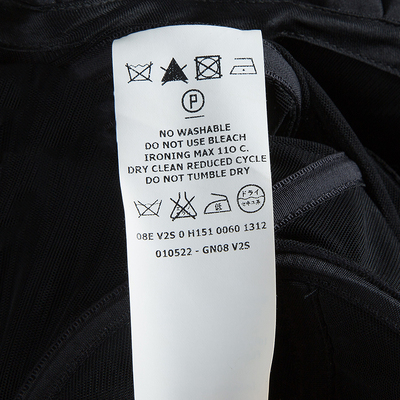 P
NO WASHABLE
DO NOT USE BLEACH
IRONING MAX 110 C.
DRY CLEAN REDUCED CYCLE
DO NOT TUMBLE DRY
低 ドライ
08E V2S 0 H151 0060 1312
010522 - GN08 V2S